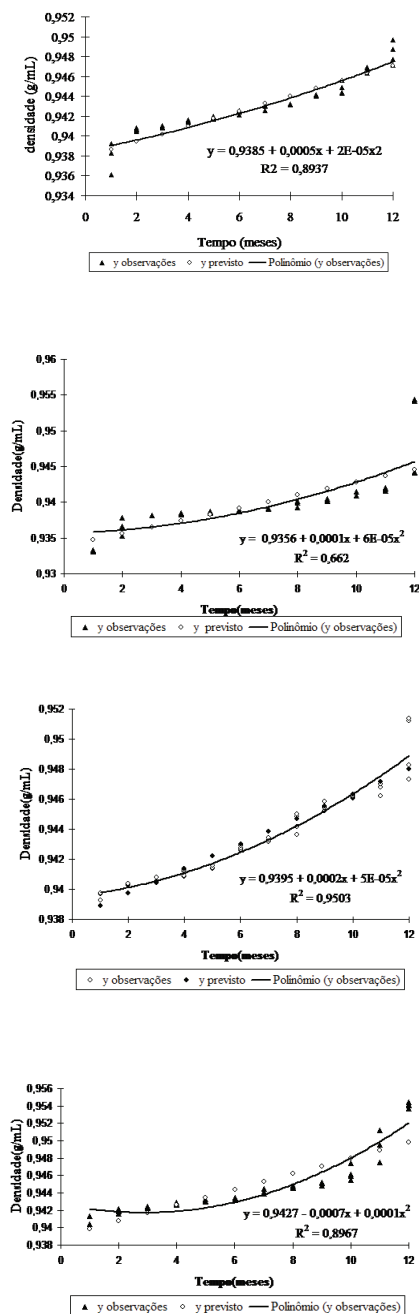 0,95
0,948
0,946
0,944
0,942
0,94
0,938
0,936
0,934
densidade (g/mL)
y = 0,9385 + 0,0005x + 2E-05x2
R2 = 0,8937
0 2 4 6 8 10 12
Tempo (meses)
y observações y previsto Polinômio (y observações)
0,96
0,955
0,95
0,945
0,94
0,935
0,93
Densidade(g/mL)
y = 0,9356 + 0,0001x + 6E-05x²
R² = 0,662
0 2 4 6 8 10 12
Tempo(meses)
y observações y previsto Polinômio (y observações)
0,952
0,95
0,948
0,946
0,944
0,942
0,94
0,938
Densidade(g/mL)
y = 0,9395 + 0,0002x + 5E-05x²
R² = 0,9503
0 2 4 6 8 10 12
Tempo(meses)
y observações y previsto Polinômio (y observações)
0,956
0,954
0,952
0,95
0,948
0,946
0,944
0,942
0,94
0,938
Densidade(g/mL)
y = 0,9427 - 0,0007x + 0,0001x²
R² = 0,8967
0 2 4 6 8 10 12
Tempo(meses)
y observações y previsto Polinômio (y observações)